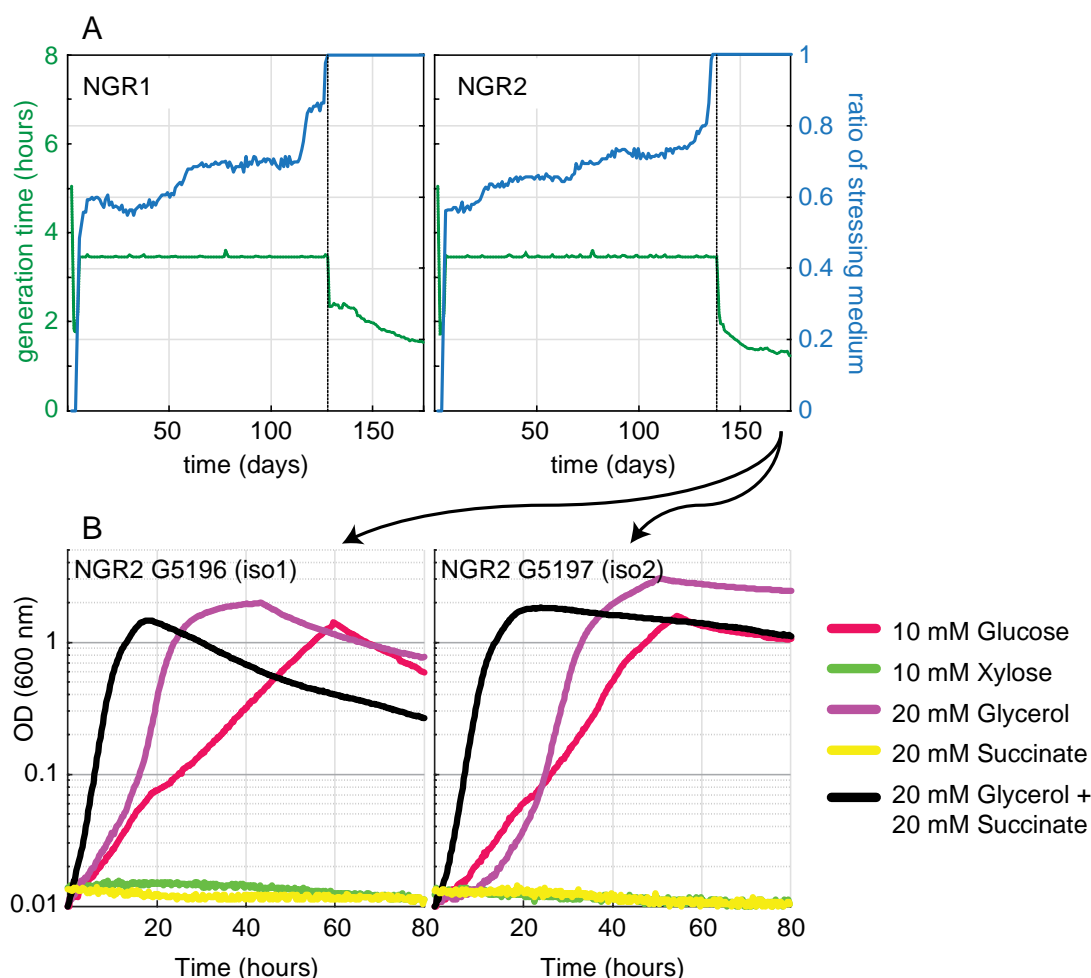 A
NGR1
NGR2
generation time (hours)
8
6
4
2
0
1
0.8
0.6
0.4
0.2
0
ratio of stresssing medium
50 100 150
50 100 150
time (days)
time (days)
B
NGR2 G5196 (iso1)
NGR2 G5197 (iso2)
OD (600 nm)
1
0.1
0.01
20 40 60 80
20 40 60 80
Time (hours)
Time (hours)
10 mM Glucose
10 mM Xylose
20 mM Glycerol
20 mM Succinate
20 mM Glycerol +
20 mM Succinate